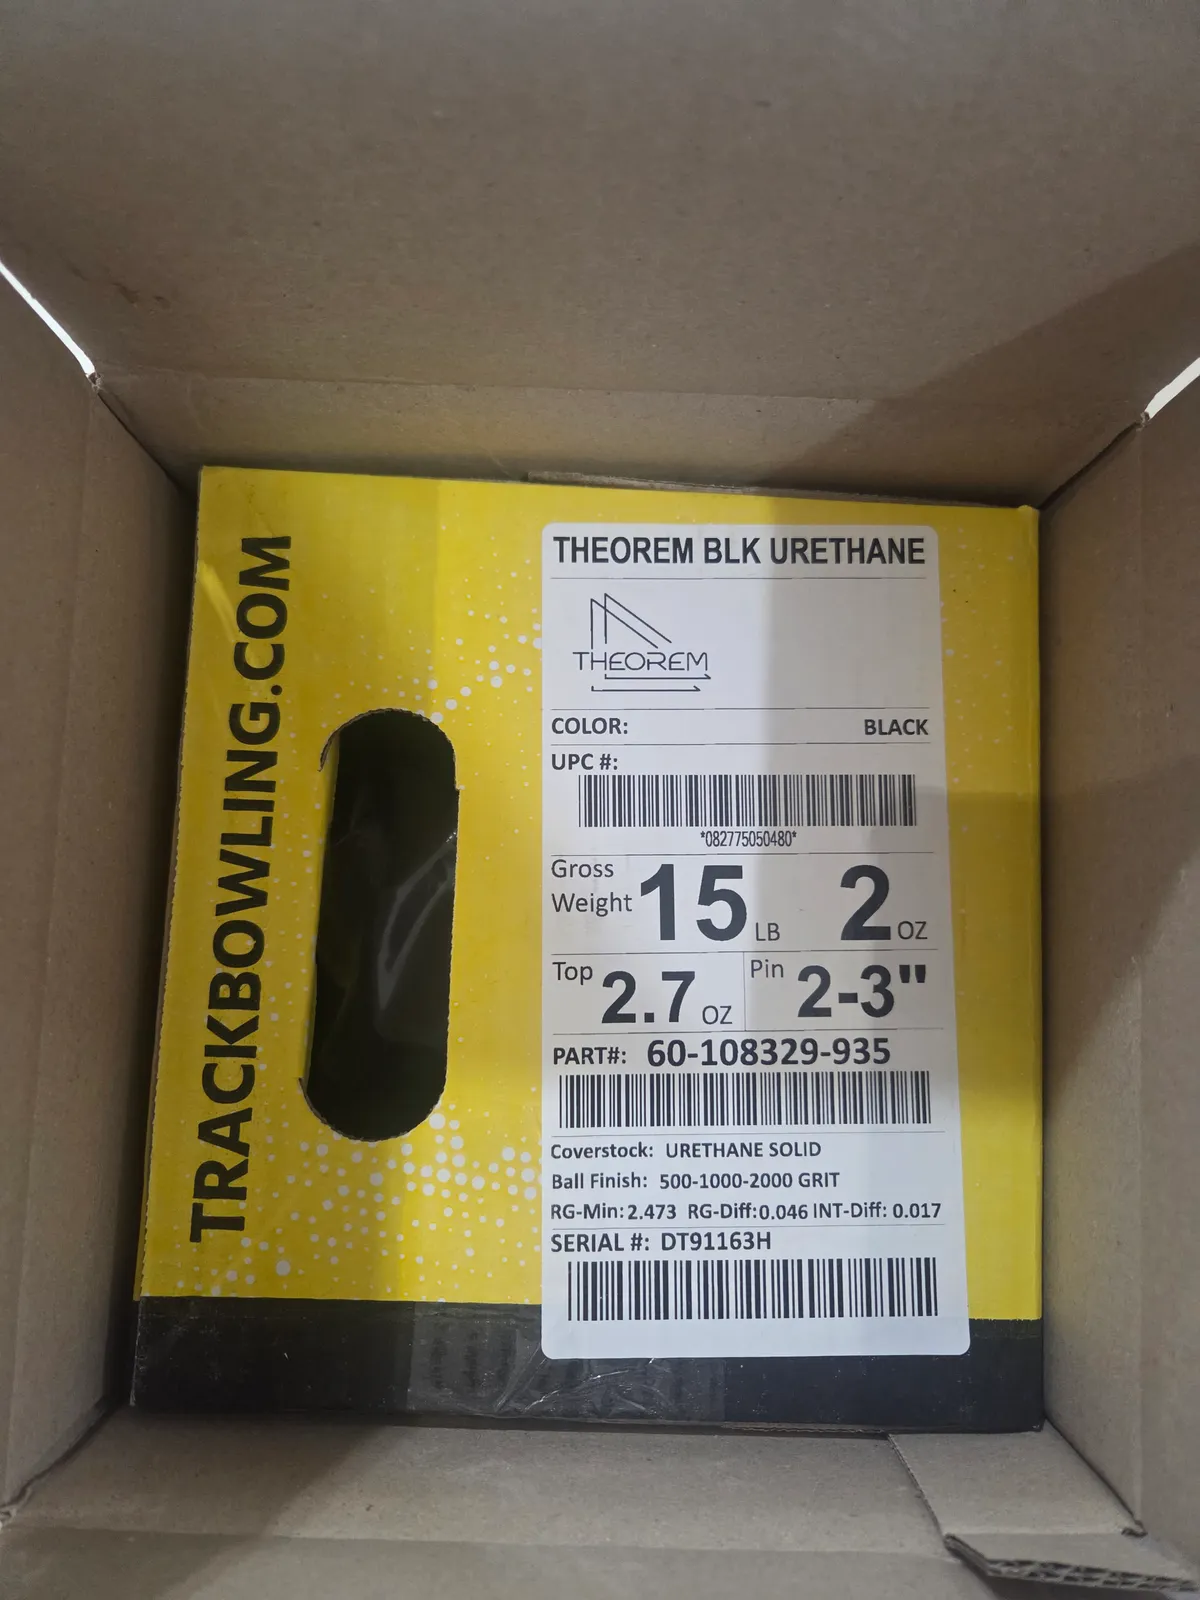 TRACKBOWLING.COM
THEOREM BLK URETHANE
THEOREM
COLOR: BLACK
UPC #:
*082775050480*
Gross Weight 15 LB 2 OZ
Top 2.7 OZ Pin 2-3"
PART#: 60-108329-935
Coverstock: URETHANE SOLID
Ball Finish: 500-1000-2000 GRIT
RG-Min: 2.473 RG-Diff: 0.046 INT-Diff: 0.017
SERIAL #: DT91163H